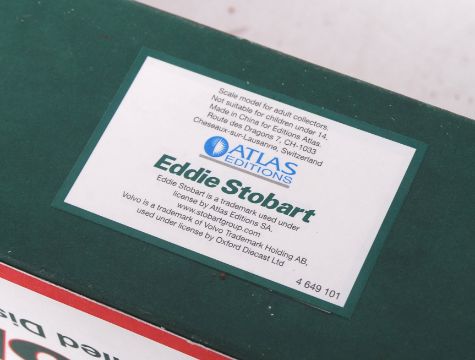 Scale model for adult collectors.
Not suitable for children under 14.
Made in China for Editions Atlas.
Route des Dragons 7, CH-1033
Cheseaux-sur-Lausanne, Switzerland
ATLAS
EDITIONS
Eddie Stobart
Eddie Stobart is a trademark used under
license by Atlas Editions SA.
www.stobartgroup.com
Volvo is a trademark of Volvo Trademark Holding AB,
used under license by Oxford Diecast Ltd
4 649 101